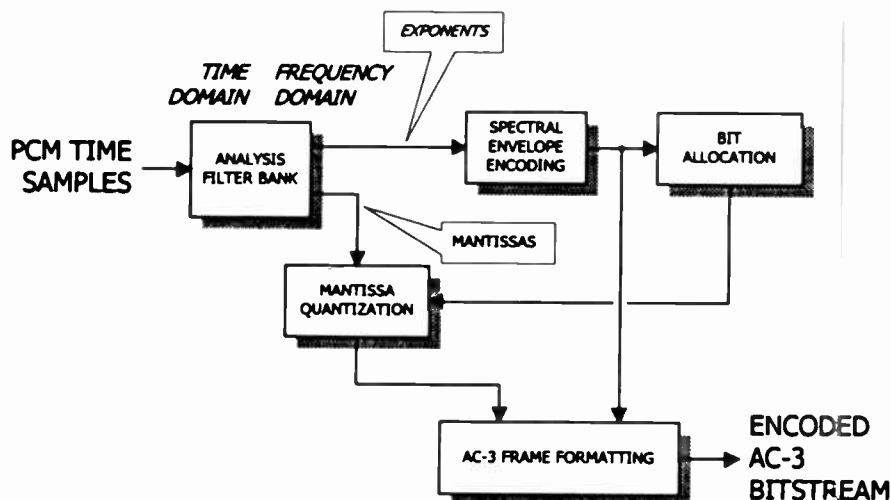 EXPONENTS
TIME FREQUENCY
DOMAIN DOMAIN
PCM TIME
SAMPLES
ANALYSIS
FILTER BANK
SPECTRAL
ENVELOPE
ENCODING
BIT
ALLOCATION
MANTISSAS
MANTISSA
QUANTIZATION
AC-3 FRAME FORMATTING
ENCODED
AC-3
BITSTREAM